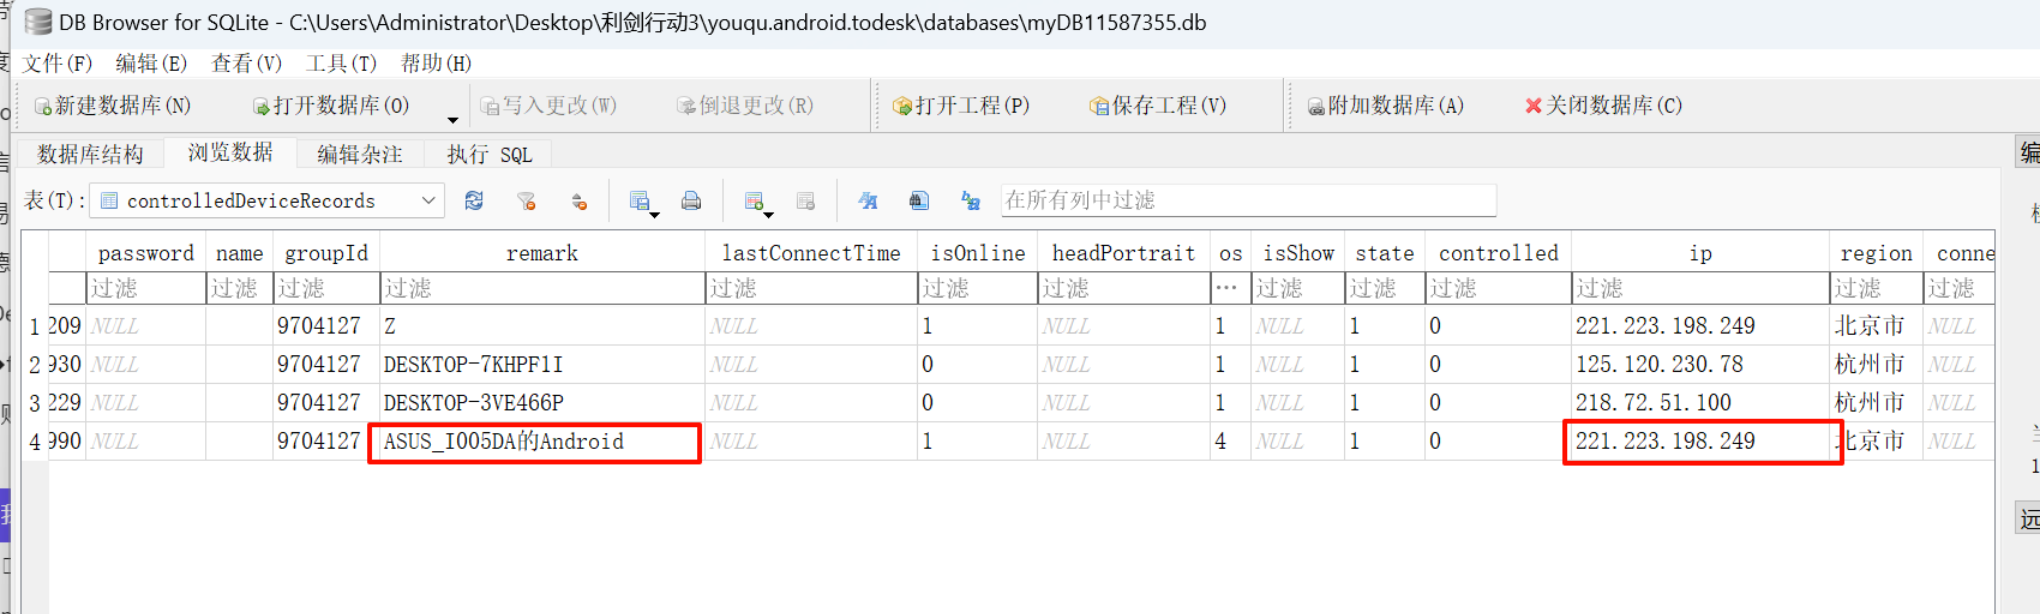 DB Browser for SQLite - C:\Users\Administrator\Desktop\利剑行动3\youqu.android.todesk\databases\myDB11587355.db
文件(F) 编辑(E) 查看(V) 工具(T) 帮助(H)
新建数据库(N) 打开数据库(O) 写入更改(W) 倒退更改(R) 打开工程(P) 保存工程(V) 附加数据库(A) 关闭数据库(C)
数据库结构 浏览数据 编辑杂注 执行 SQL
编
表(T): controlledDeviceRecords 在所有列中过滤
password name groupId remark lastConnectTime isOnline headPortrait os isShow state controlled ip region conne
过滤 过滤 过滤 过滤 过滤 过滤 过滤 … 过滤 过滤 过滤 过滤 过滤 过滤
1 209 NULL 9704127 Z NULL 1 NULL 1 NULL 1 0 221.223.198.249 北京市 NULL
2 930 NULL 9704127 DESKTOP-7KHPF1I 0 NULL 1 NULL 1 0 125.120.230.78 杭州市 NULL
3 229 NULL 9704127 DESKTOP-3VE466P NULL 0 NULL 1 NULL 1 0 218.72.51.100 杭州市 NULL
4 990 NULL 9704127 ASUS_I005DA的Android NULL 1 NULL 4 NULL 1 0 221.223.198.249 北京市 NULL
1
远